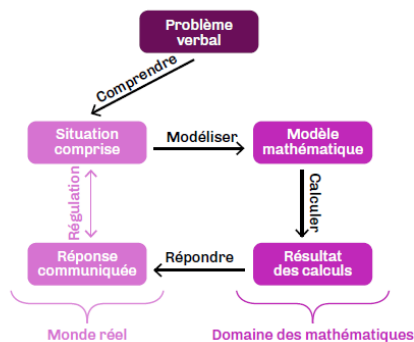 Problème
verbal
Comprendre
Situation
comprise
Modéliser
Modèle
mathématique
Régulation
Calculer
Réponse
communiquée
Répondre
Résultat
des calculs
Monde réel
Domaine des mathématiques